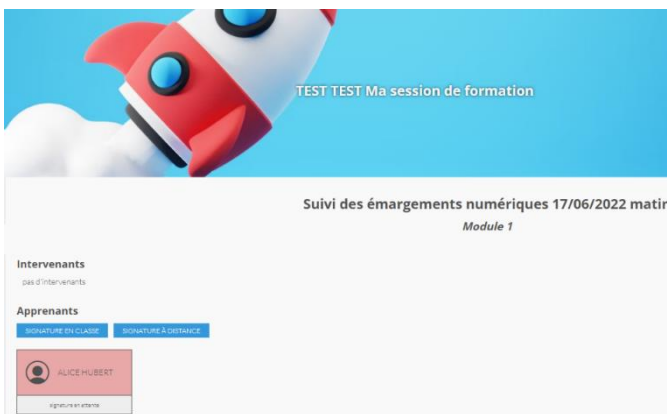 TEST TEST Ma session de formation
Suivi des émargements numériques 17/06/2022 matin
Module 1
Intervenants
pas d'intervenants
Apprenants
SIGNATURE EN CLASSE SIGNATURE À DISTANCE
ALICE HUBERT
signature en attente